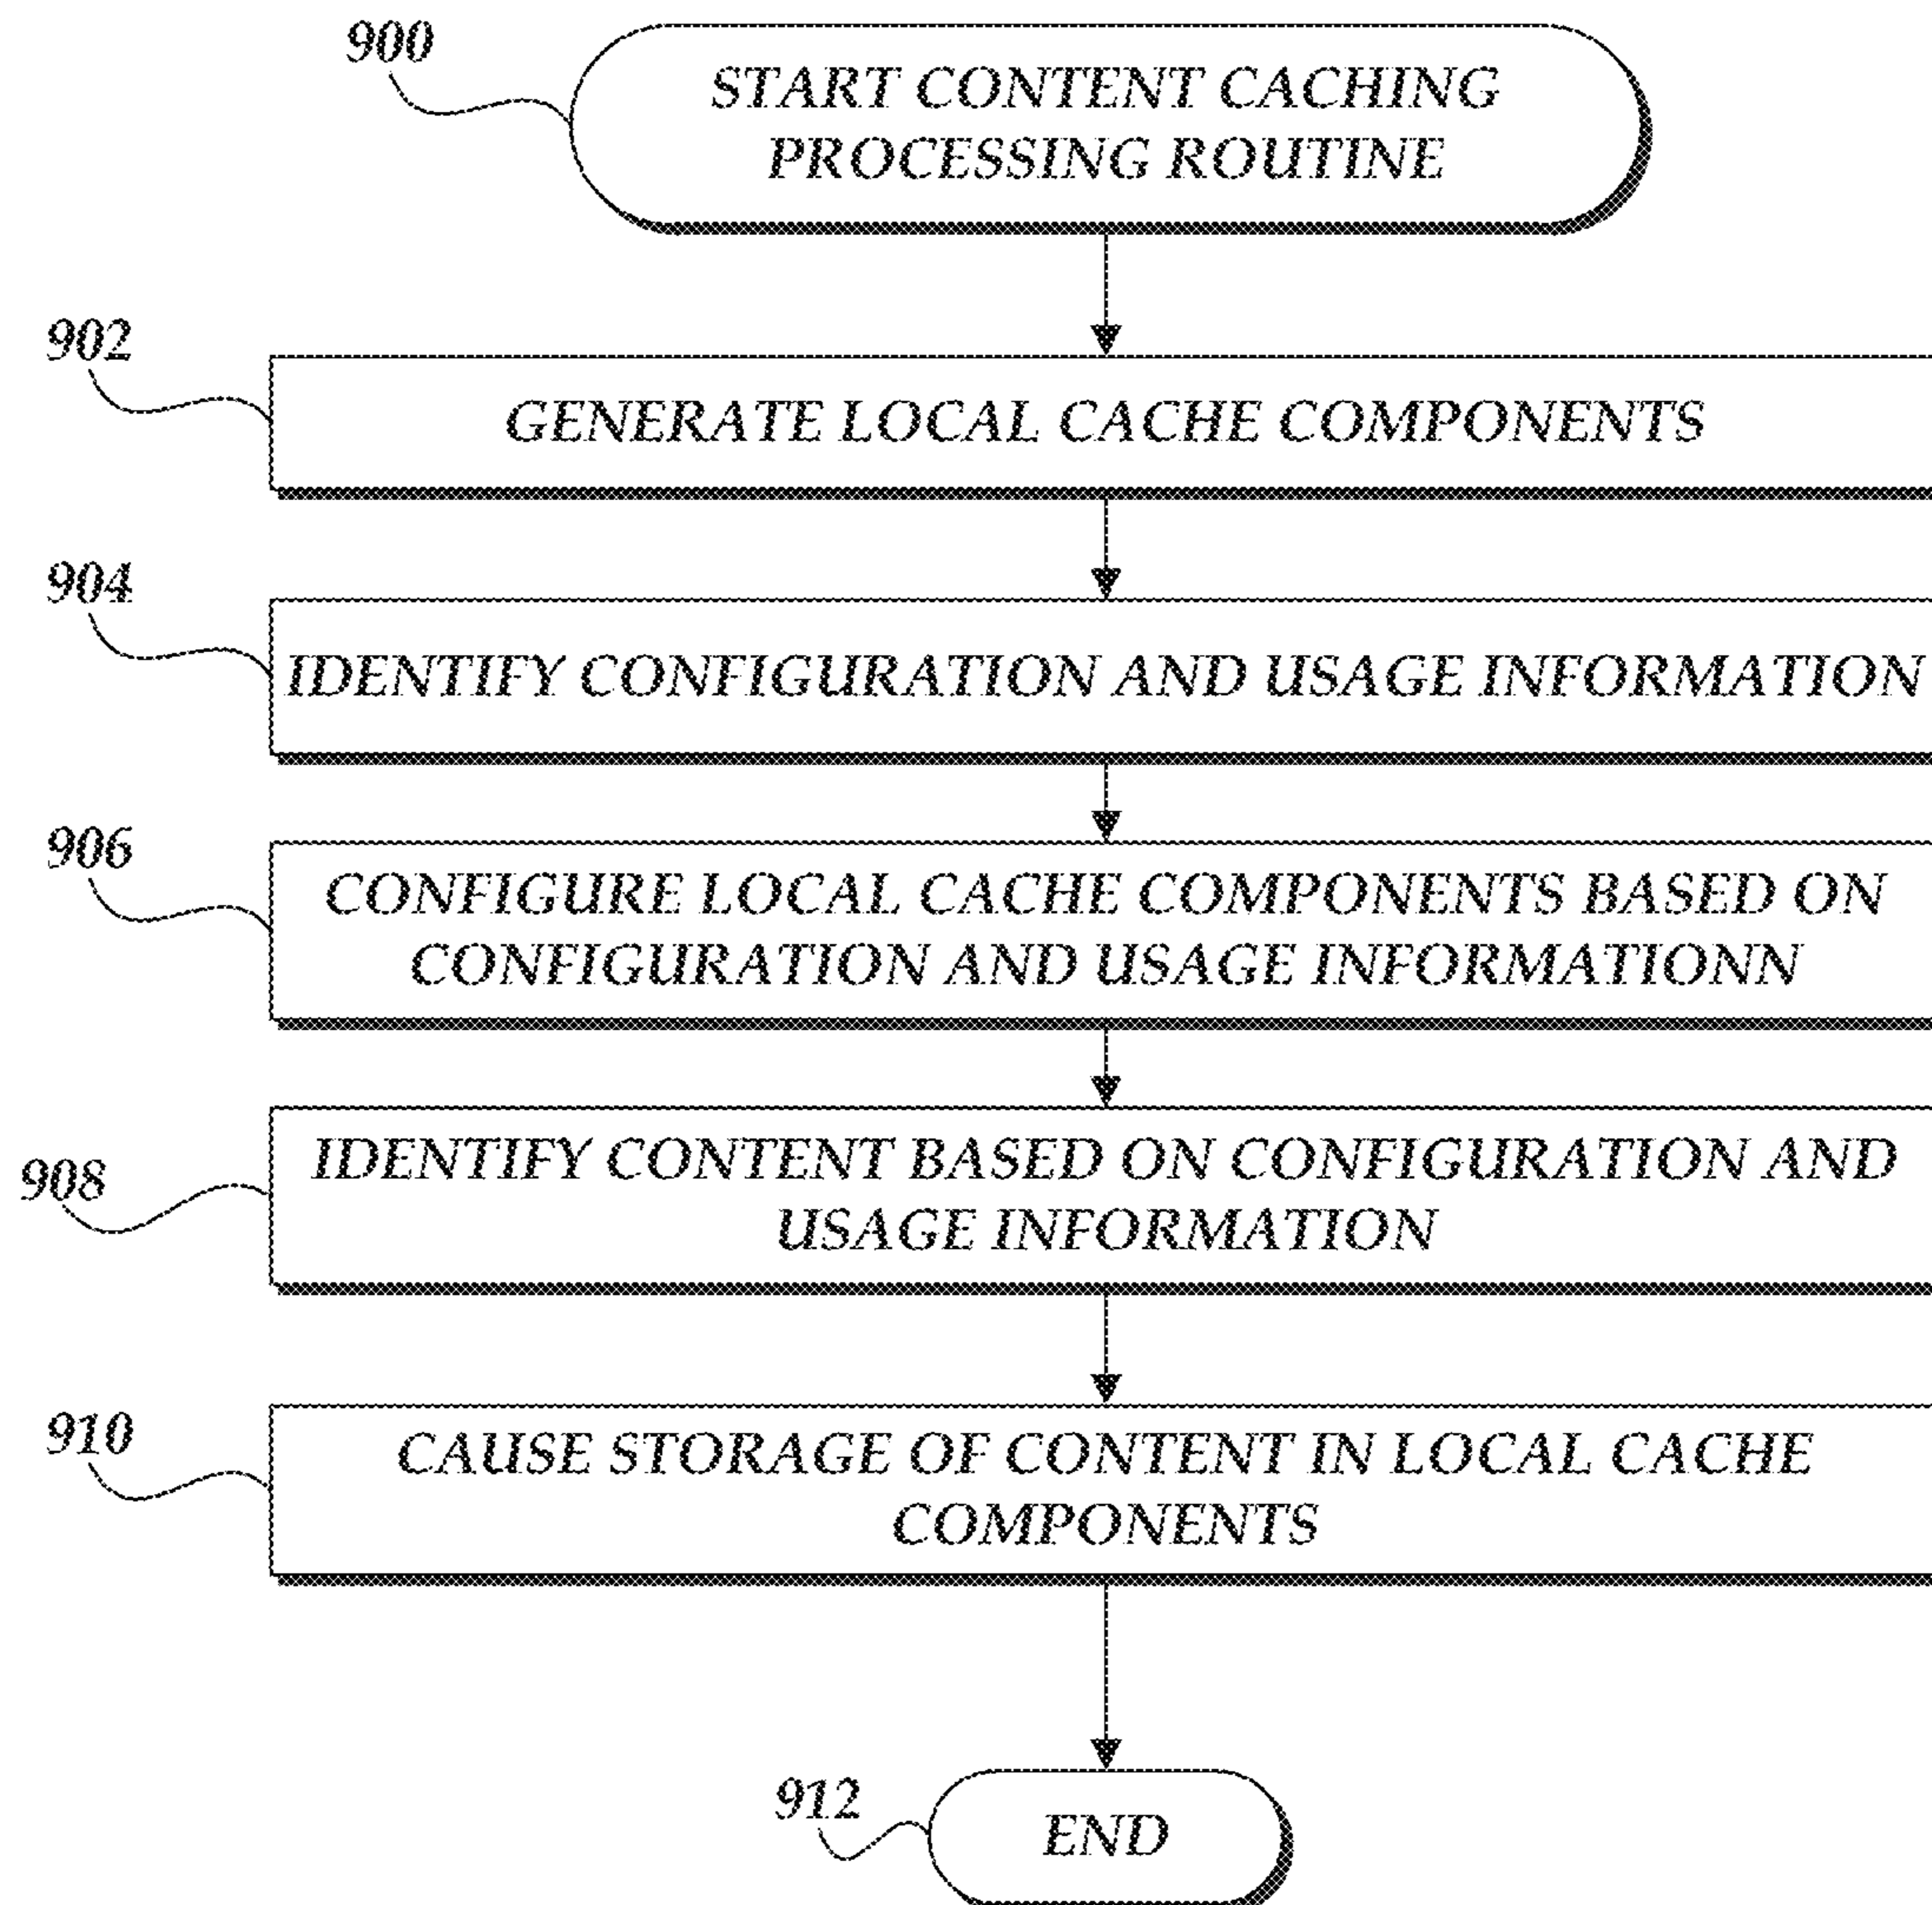 900
START CONTENT CACHING
PROCESSING ROUTINE
902
GENERATE LOCAL CACHE COMPONENTS
904
IDENTIFY CONFIGURATION AND USAGE INFORMATION
906
CONFIGURE LOCAL CACHE COMPONENTS BASED ON
CONFIGURATION AND USAGE INFORMATIONN
908
IDENTIFY CONTENT BASED ON CONFIGURATION AND
USAGE INFORMATION
910
CAUSE STORAGE OF CONTENT IN LOCAL CACHE
COMPONENTS
912
END